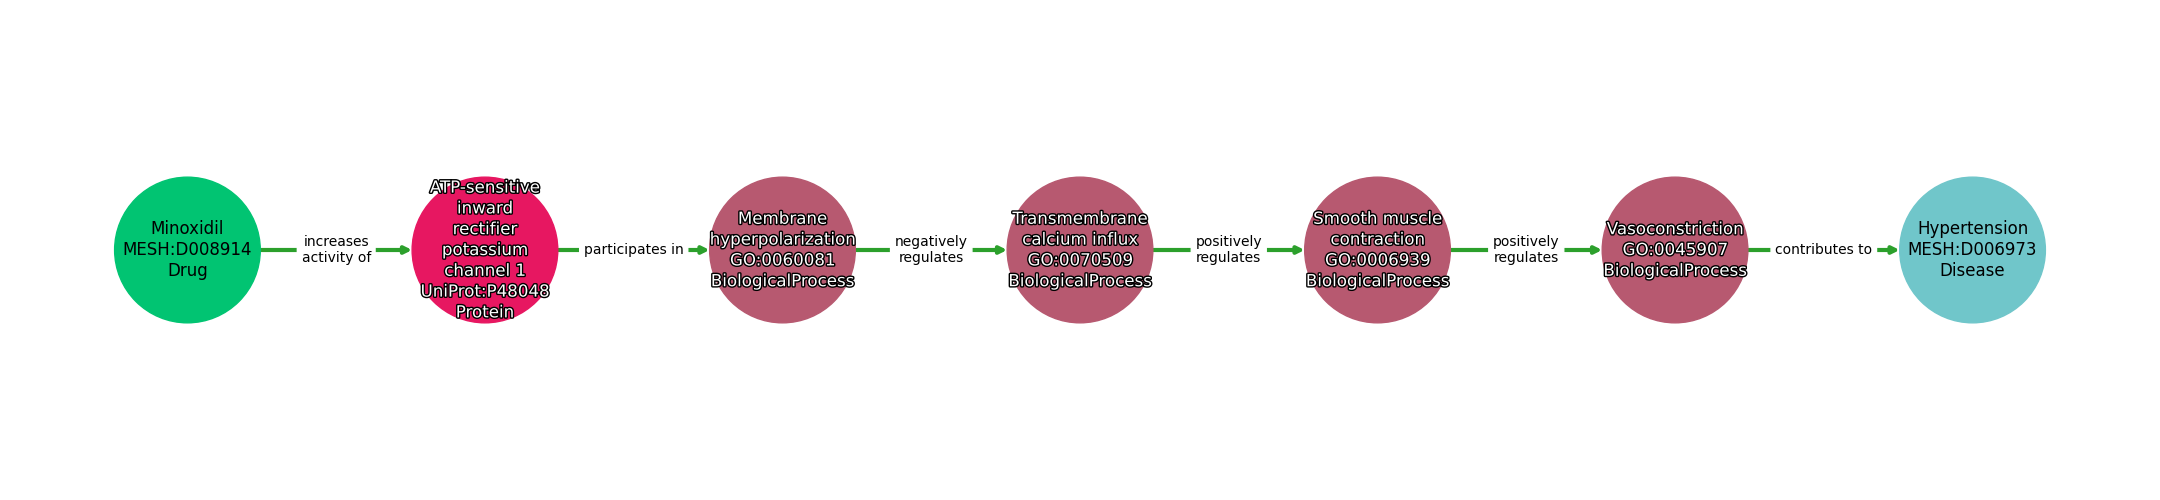 Minoxidil
MESH:D008914
Drug
increases
activity of
ATP-sensitive
inward
rectifier
potassium
channel 1
UniProt:P48048
Protein
participates in
Membrane
hyperpolarization
GO:0060081
BiologicalProcess
negatively
regulates
Transmembrane
calcium influx
GO:0070509
BiologicalProcess
positively
regulates
Smooth muscle
contraction
GO:0006939
BiologicalProcess
positively
regulates
Vasoconstriction
GO:0045907
BiologicalProcess
contributes to
Hypertension
MESH:D006973
Disease